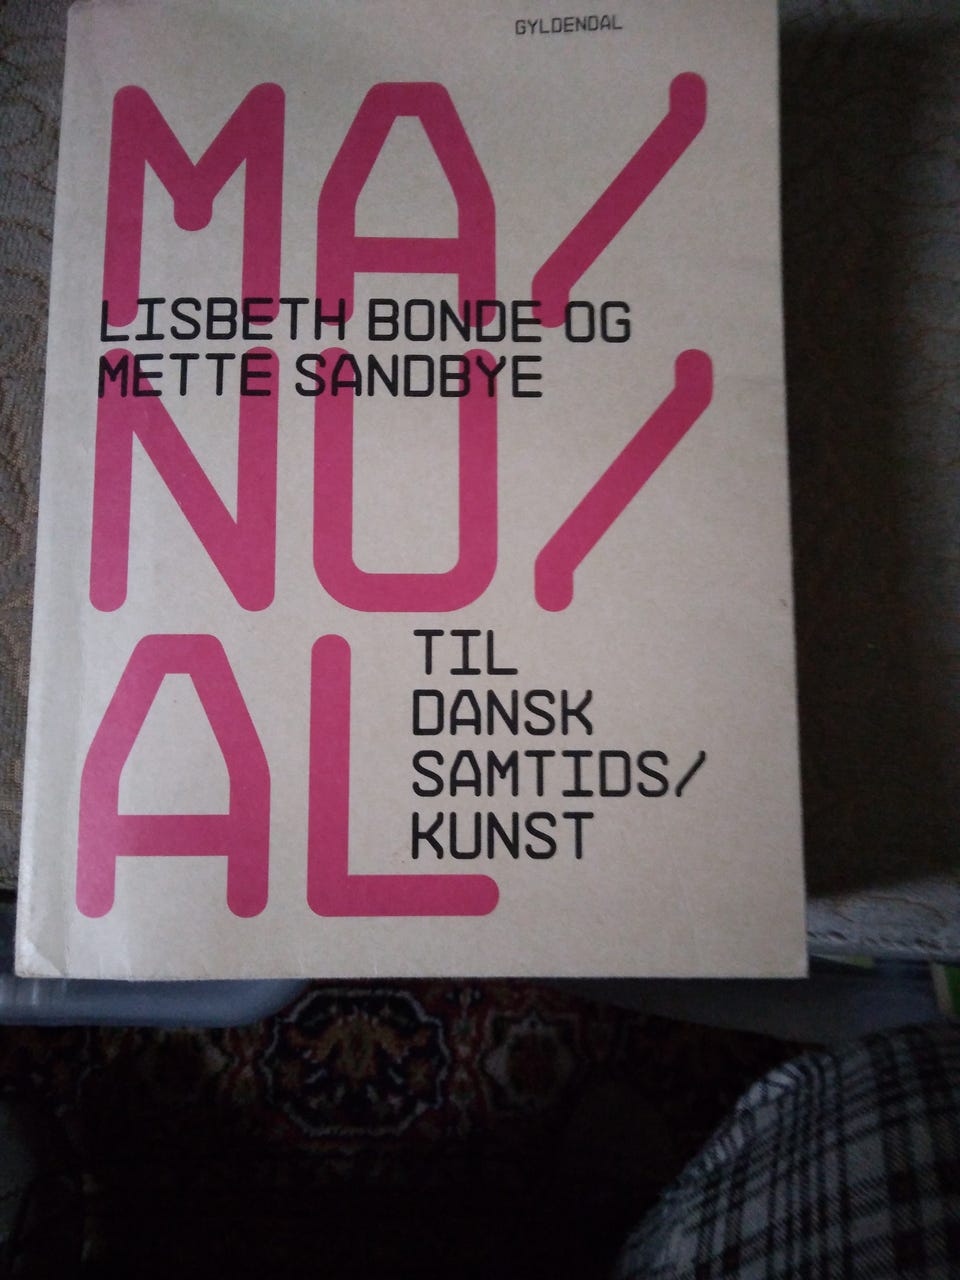 GYLDENDAL
MA/
LISBETH BONDE OG
METTE SANDBYE
NU/
AL
TIL
DANSK
SAMTIDS/
KUNST